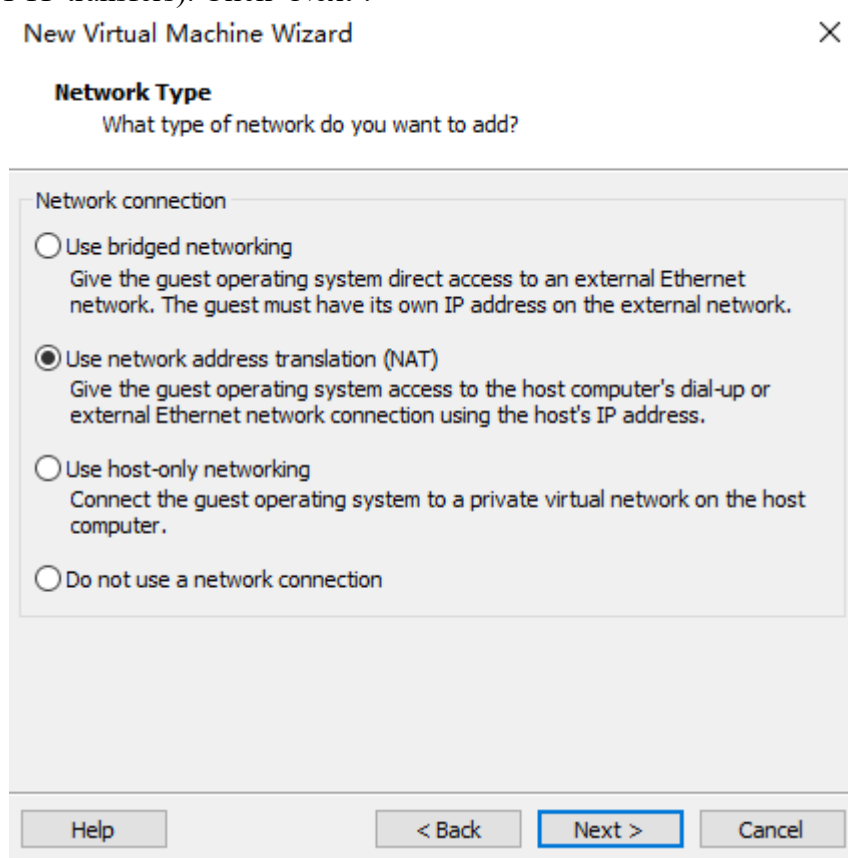 New Virtual Machine Wizard
Network Type
What type of network do you want to add?
Network connection
Use bridged networking
Give the guest operating system direct access to an external Ethernet
network. The guest must have its own IP address on the external network.
Use network address translation (NAT)
Give the guest operating system access to the host computer's dial-up or
external Ethernet network connection using the host's IP address.
Use host-only networking
Connect the guest operating system to a private virtual network on the host
computer.
Do not use a network connection
Help
< Back
Next >
Cancel